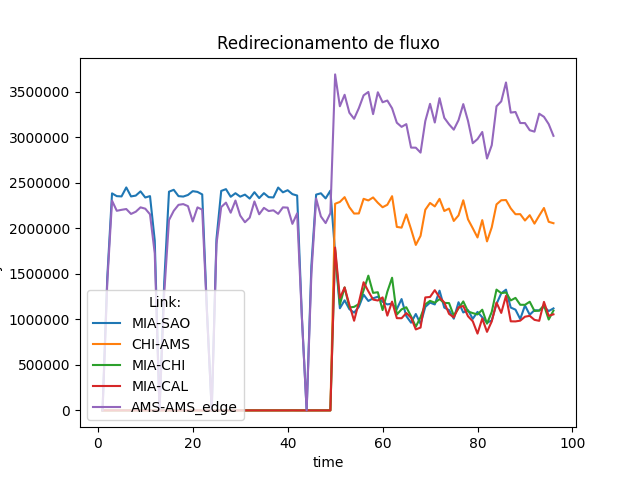 Redirecionamento de fluxo
3500000
3000000
2500000
2000000
1500000
1000000
500000
0
Link:
MIA-SAO
CHI-AMS
MIA-CHI
MIA-CAL
AMS-AMS_edge
0 20 40 60 80 100
time